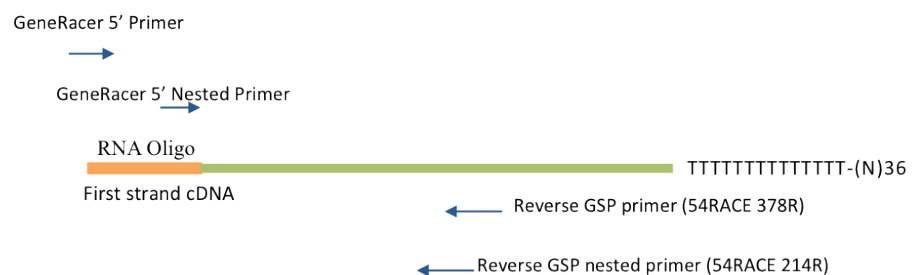 GeneRacer 5’ Primer
GeneRacer 5’ Nested Primer
RNA Oligo
TTTTTTTTTTTTTT-(N)36
First strand cDNA
Reverse GSP primer (54RACE 378R)
Reverse GSP nested primer (54RACE 214R)